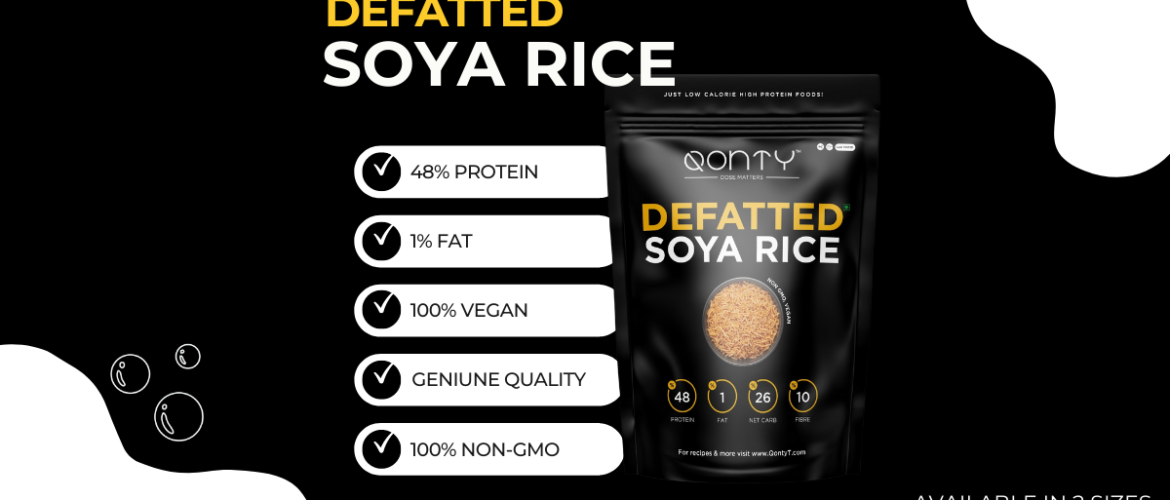 DEFATTED
SOYA RICE
48% PROTEIN
1% FAT
100% VEGAN
GENIUNE QUALITY
100% NON-GMO
JUST LOW CALORIE HIGH PROTEIN FOODS!
QONTY
DOSE MATTERS
DEFATTED
SOYA RICE
NON GMO, VEGAN
% % % %
48 1 26 10
PROTEIN FAT NET CARB FIBRE
For recipes & more visit www.QontyT.com
AVAILABLE IN 2 SIZES